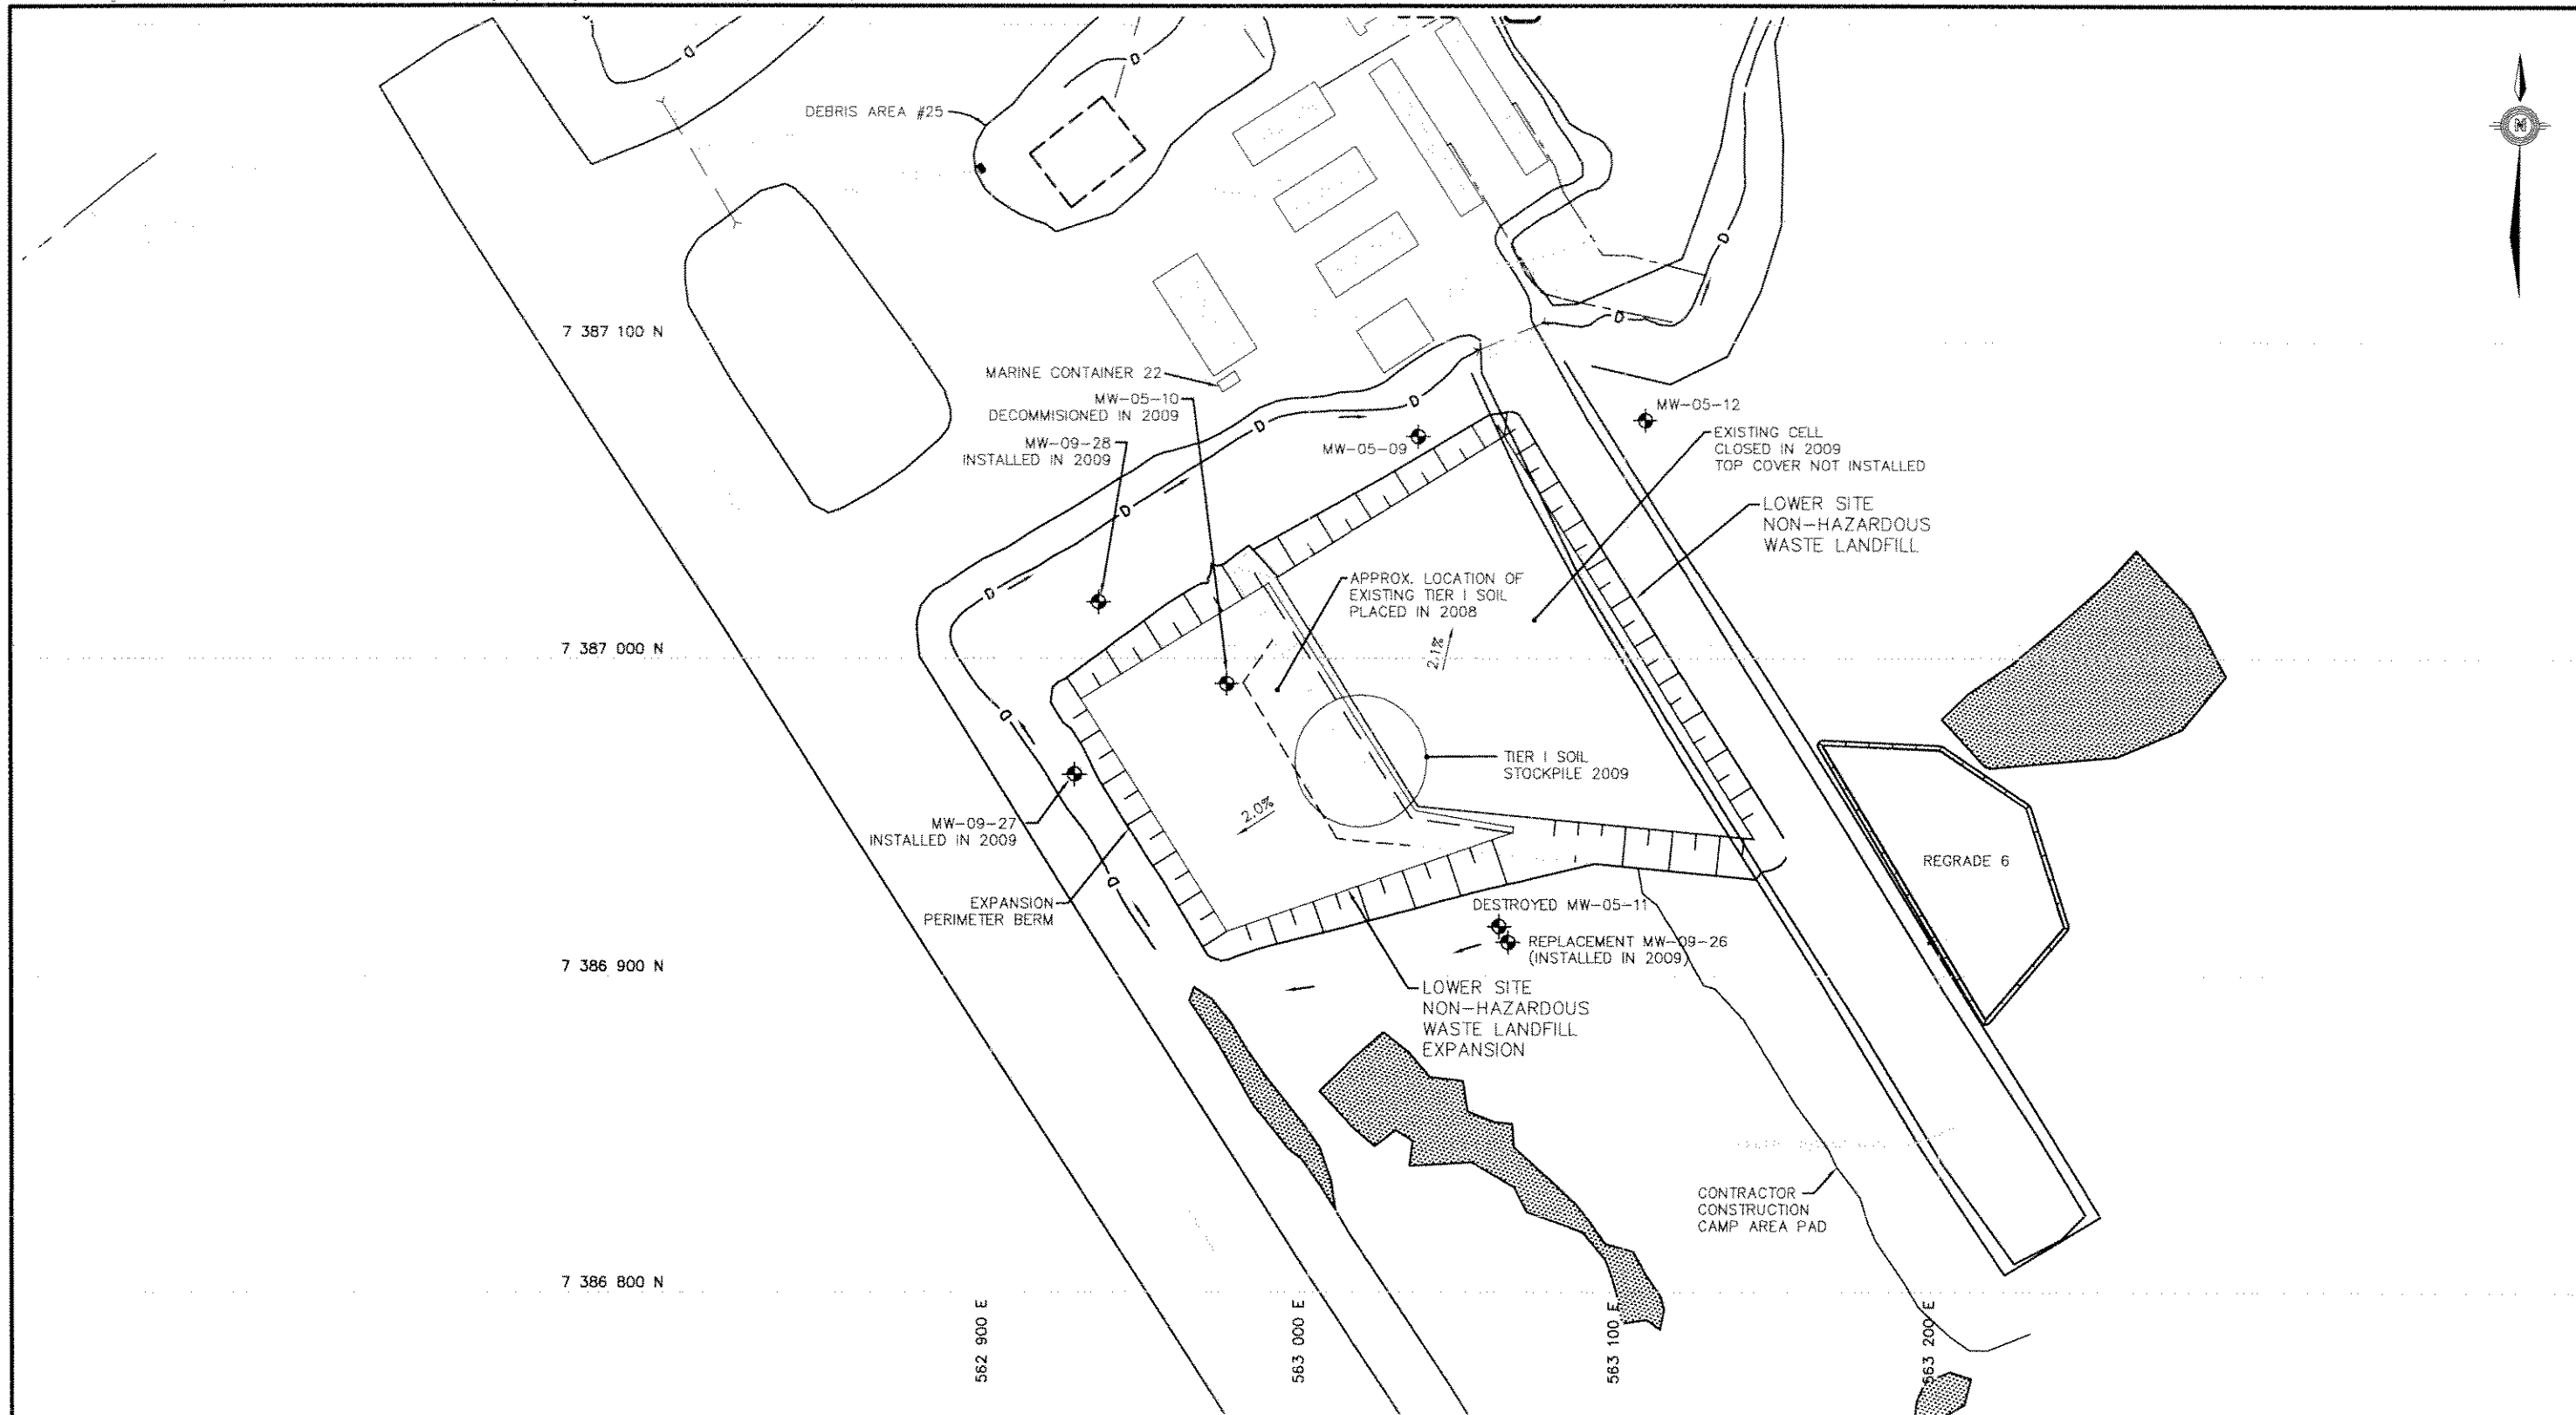 DEBRIS AREA #25
N
7 387 100 N
MARINE CONTAINER 22
MW-05-10
DECOMMISIONED IN 2009
MW-09-28
INSTALLED IN 2009
MW-05-09
MW-05-12
EXISTING CELL
CLOSED IN 2009
TOP COVER NOT INSTALLED
LOWER SITE
NON-HAZARDOUS
WASTE LANDFILL
APPROX. LOCATION OF
EXISTING TIER I SOIL
PLACED IN 2008
7 387 000 N
2.1%
TIER I SOIL
STOCKPILE 2009
2.0%
MW-09-27
INSTALLED IN 2009
REGRADE 6
EXPANSION
PERIMETER BERM
DESTROYED MW-05-11
REPLACEMENT MW-09-26
(INSTALLED IN 2009)
7 386 900 N
LOWER SITE
NON-HAZARDOUS
WASTE LANDFILL
EXPANSION
CONTRACTOR
CONSTRUCTION
CAMP AREA PAD
7 386 800 N
562 900 E
563 000 E
563 100 E
563 200 E
D
D
D
D
D
D
D
D
D
D